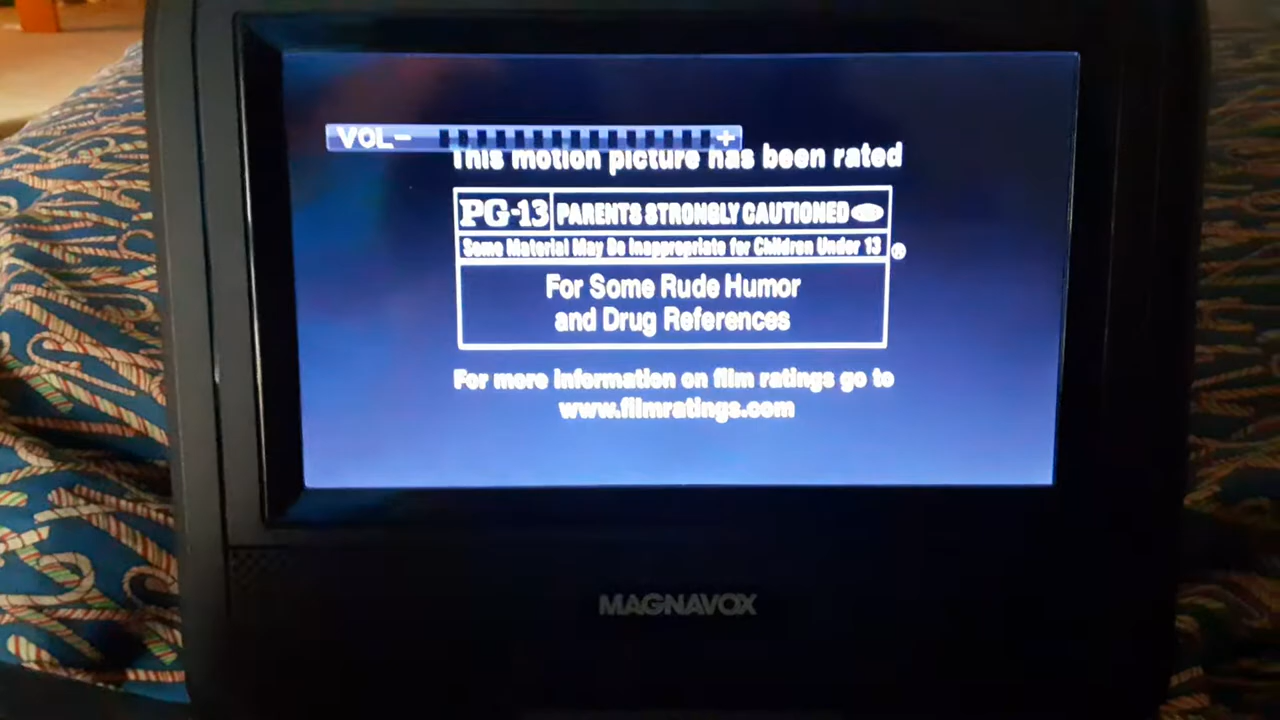 VOL- +
This motion picture has been rated
PG-13 PARENTS STRONGLY CAUTIONED
Some Material May Be Inappropriate for Children Under 13 ®
For Some Rude Humor
and Drug References
For more information on film ratings go to
www.filmratings.com
MAGNAVOX